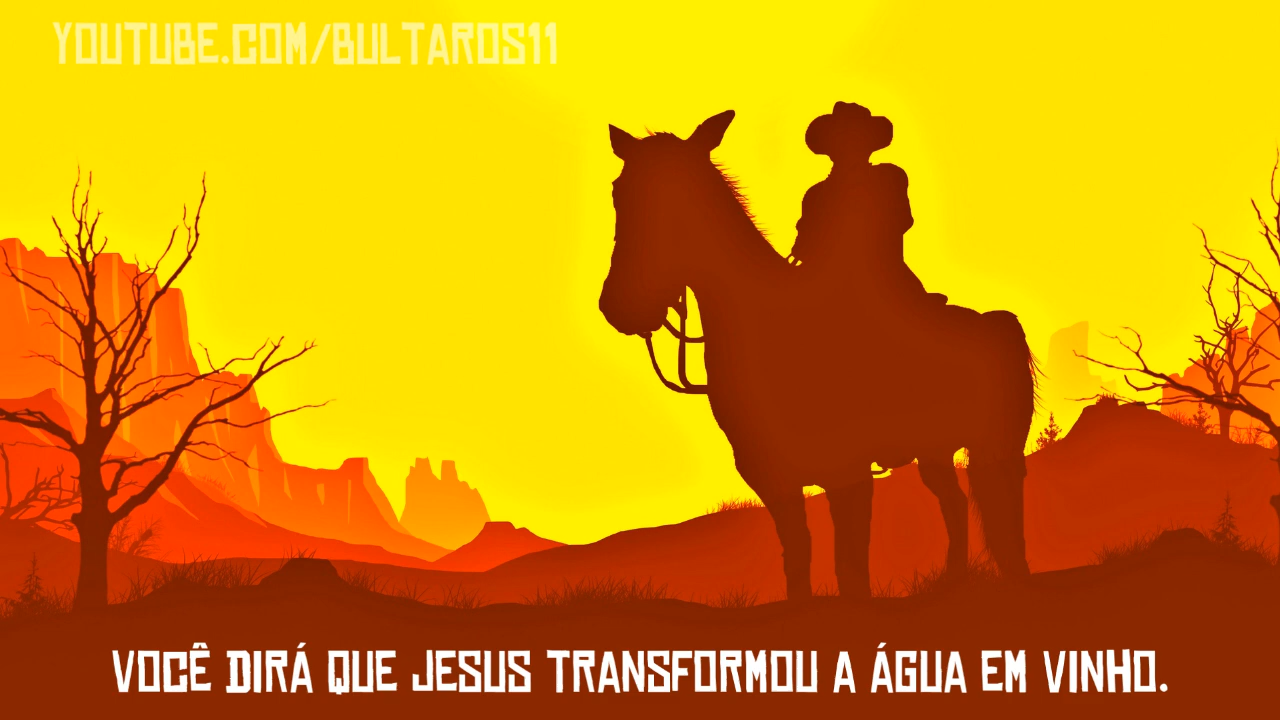 YOUTUBE.COM/BULTAROS11
VOCÊ DIRÁ QUE JESUS TRANSFORMOU A ÁGUA EM VINHO.